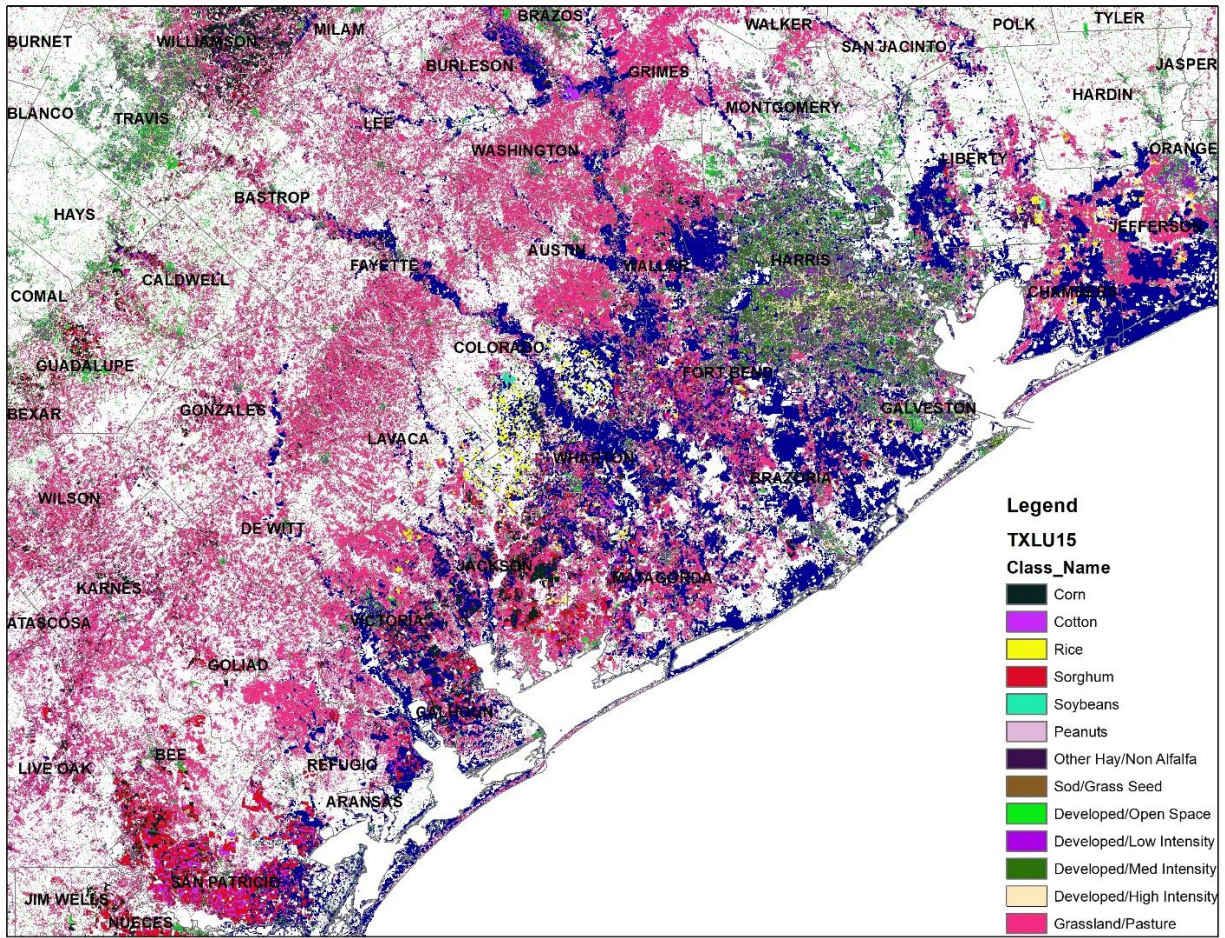 BRAZOS
TYLER
MILAM
WALKER
POLK
BURNET
WILLIAMSON
SAN JACINTO
BURLESON
JASPER
GRIMES
HARDIN
BLANCO
TRAVIS
LEE
MONTGOMERY
WASHINGTON
ORANGE
LIBERTY
BASTROP
HAYS
JEFFERSON
AUSTIN
FAYETTE
WALLER
HARRIS
CALDWELL
COMAL
CHAMBERS
COLORADO
GUADALUPE
FORT BEND
BEXAR
GONZALES
GALVESTON
LAVACA
WHARTON
BRAZORIA
WILSON
DE WITT
JACKSON
MATAGORDA
KARNES
ATASCOSA
VICTORIA
GOLIAD
CALHOUN
BEE
LIVE OAK
REFUGIO
ARANSAS
SAN PATRICIO
JIM WELLS
NUECES
Legend
TXLU15
Class_Name
Corn
Cotton
Rice
Sorghum
Soybeans
Peanuts
Other Hay/Non Alfalfa
Sod/Grass Seed
Developed/Open Space
Developed/Low Intensity
Developed/Med Intensity
Developed/High Intensity
Grassland/Pasture